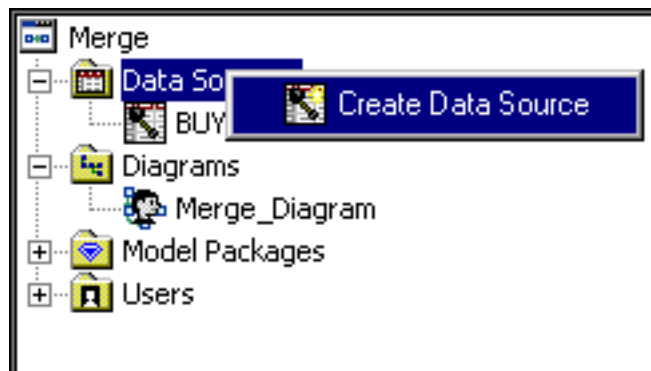 Merge
Data So
Create Data Source
BUY
Diagrams
Merge_Diagram
Model Packages
Users